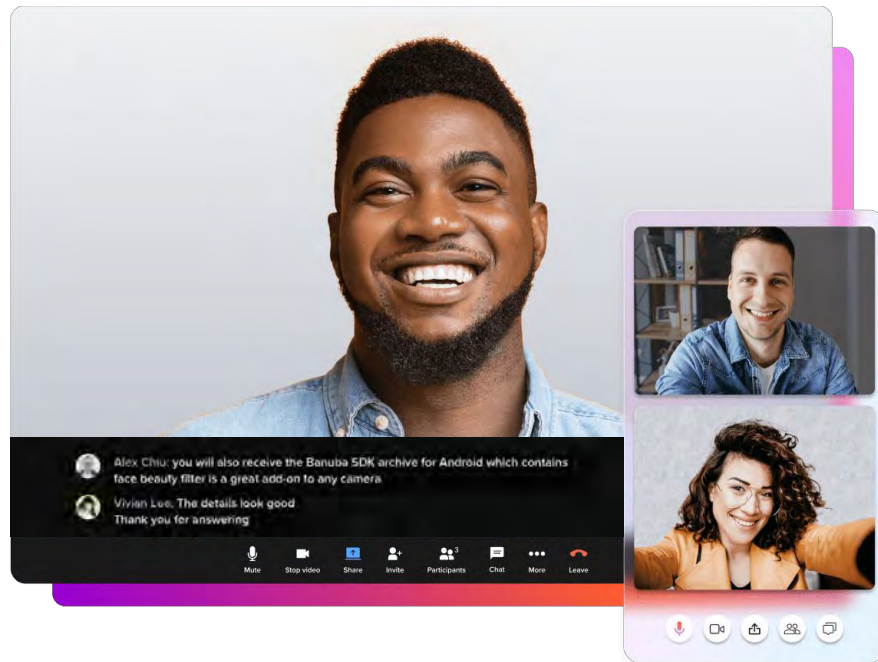 Alex Chiu: you will also receive the Banuba SDK archive for Android which contains
face beauty filter is a great add-on to any camera
Vivian Lee. The details look good
Thank you for answering
3
Mute Stop video Share Invite Participants Chat More Leave